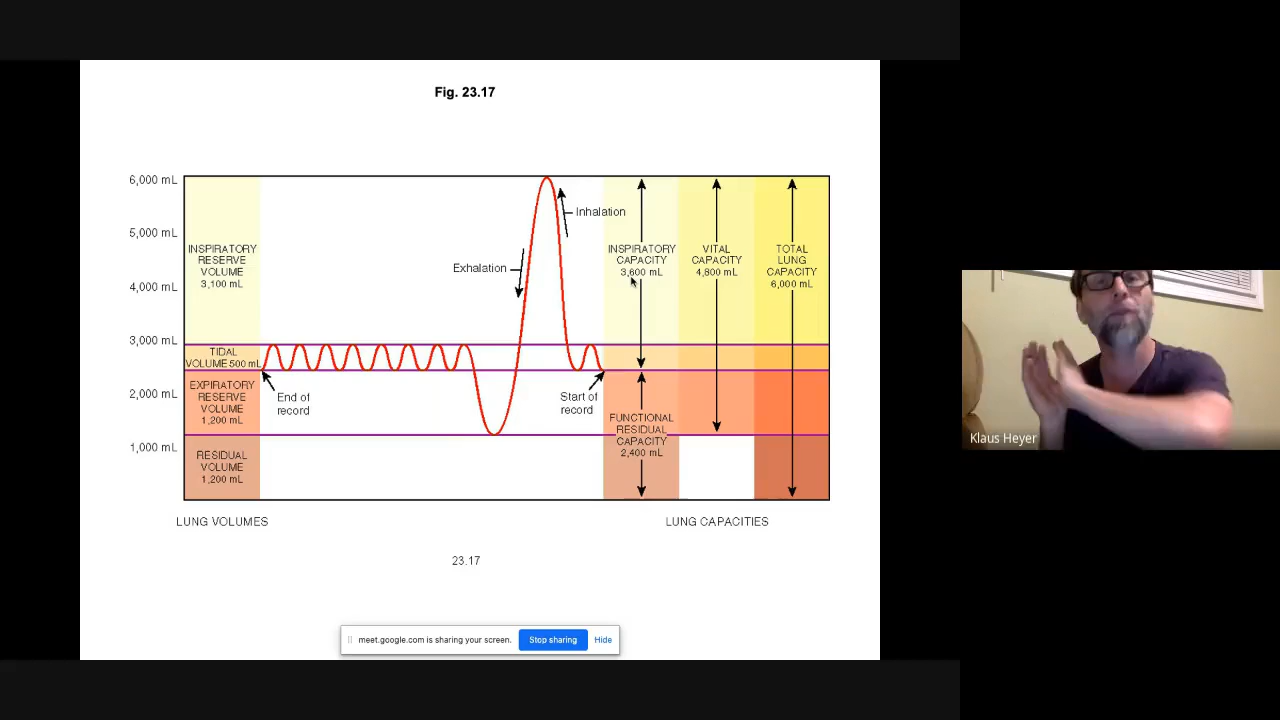 Fig. 23.17
6,000 mL
5,000 mL
4,000 mL
3,000 mL
2,000 mL
1,000 mL
INSPIRATORY
RESERVE
VOLUME
3,100 mL
TIDAL
VOLUME 500 mL
EXPIRATORY
RESERVE
VOLUME
1,200 mL
RESIDUAL
VOLUME
1,200 mL
End of
record
Exhalation
Inhalation
Start of
record
INSPIRATORY
CAPACITY
3,600 mL
FUNCTIONAL
RESIDUAL
CAPACITY
2,400 mL
VITAL
CAPACITY
4,800 mL
TOTAL
LUNG
CAPACITY
6,000 mL
LUNG VOLUMES
LUNG CAPACITIES
23.17
meet.google.com is sharing your screen.
Stop sharing
Hide
Klaus Heyer